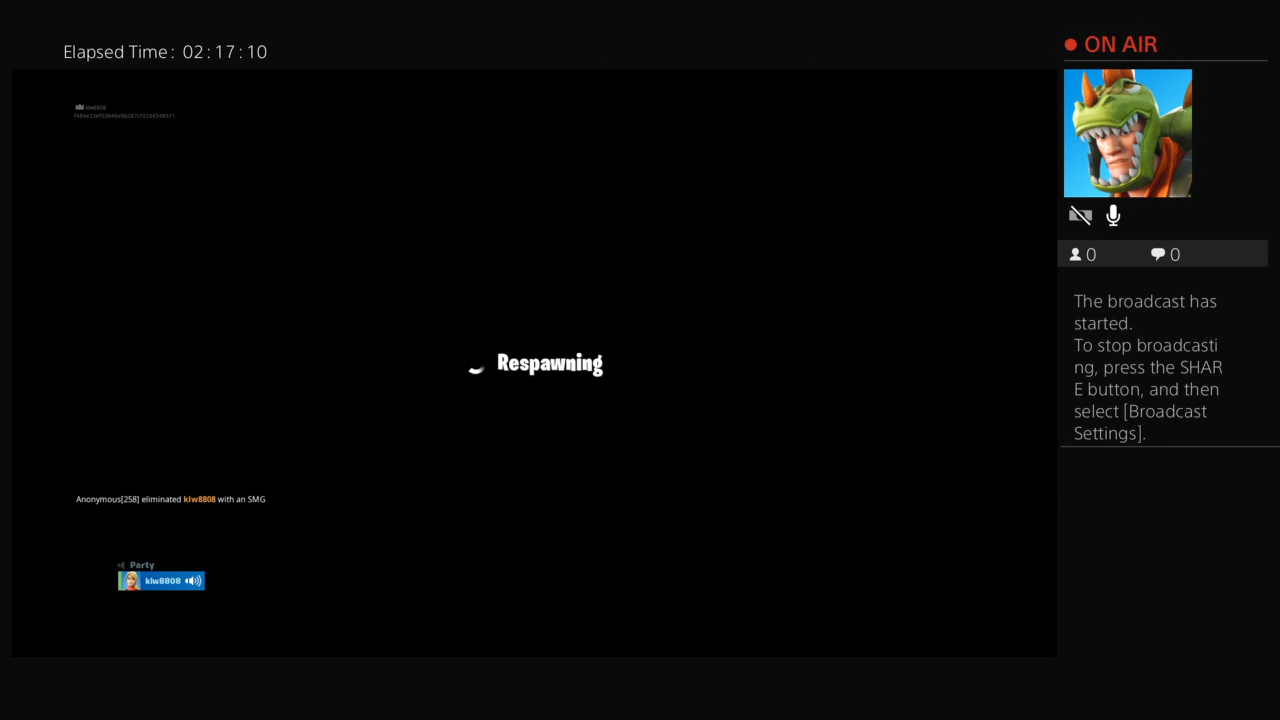 Elapsed Time: 02:17:10
ON AIR
klw8808
0
0
The broadcast has
started.
To stop broadcasti
ng, press the SHAR
E button, and then
select [Broadcast
Settings].
Respawning
Anonymous[258] eliminated klw8808 with an SMG
Party
klw8808